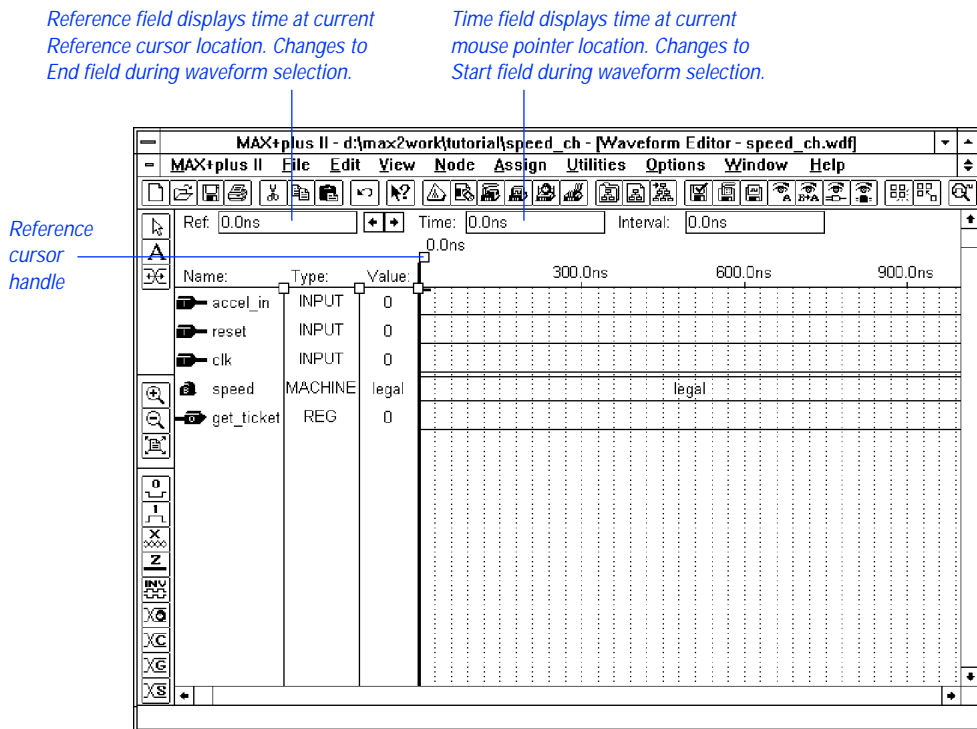 Reference field displays time at current
Reference cursor location. Changes to
End field during waveform selection.
Time field displays time at current
mouse pointer location. Changes to
Start field during waveform selection.
MAX+plus II - d:\max2work\tutorial\speed_ch - [Waveform Editor - speed_ch.wdf]
MAX+plus II File Edit View Node Assign Utilities Options Window Help
Reference
cursor
handle
Ref: 0.0ns Time: 0.0ns Interval: 0.0ns
0.0ns
Name: Type: Value: 300.0ns 600.0ns 900.0ns
accel_in INPUT 0
reset INPUT 0
clk INPUT 0
speed MACHINE legal legal
get_ticket REG 0
A
0
1
X
Z
INV
C
G
S